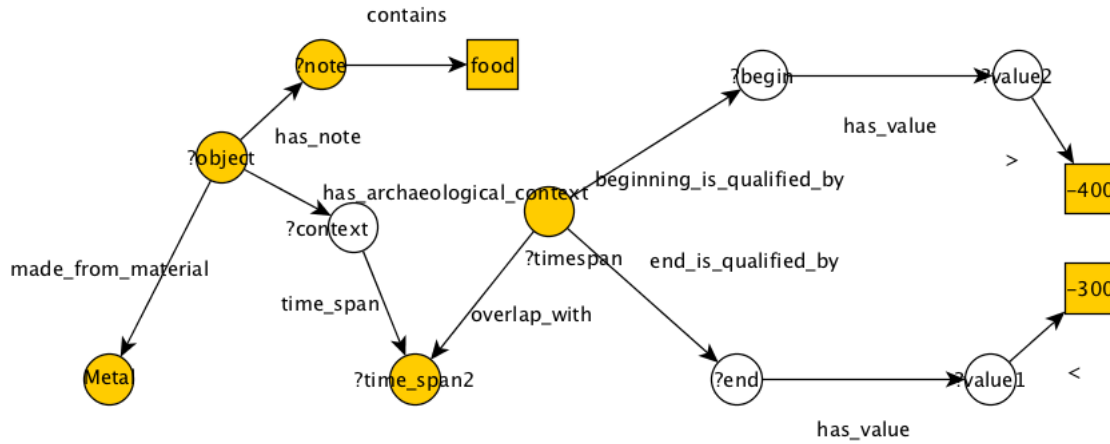 contains
?note
food
?begin
?value2
has_note
has_value
?object
>
has_archaeological_context
beginning_is_qualified_by
-400
?context
made_from_material
?timespan
end_is_qualified_by
time_span
overlap_with
-300
Metal
?time_span2
?end
?value1
<
has_value